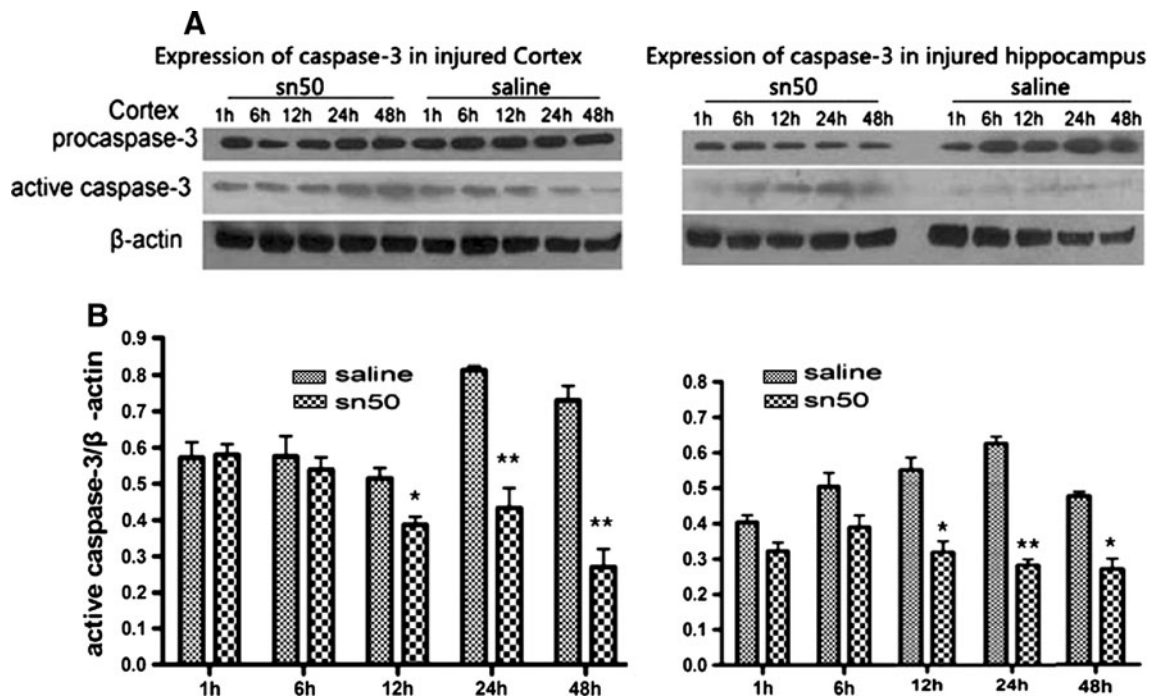 A
Expression of caspase-3 in injured Cortex
sn50 saline
Cortex 1h 6h 12h 24h 48h 1h 6h 12h 24h 48h
procaspase-3
active caspase-3
β-actin
Expression of caspase-3 in injured hippocampus
sn50 saline
1h 6h 12h 24h 48h 1h 6h 12h 24h 48h
B
active caspase-3/β -actin
0.9
0.8
0.7
0.6
0.5
0.4
0.3
0.2
0.1
0.0
saline
sn50
* ** **
1h 6h 12h 24h 48h
0.8
0.7
0.6
0.5
0.4
0.3
0.2
0.1
0.0
saline
sn50
* ** *
1h 6h 12h 24h 48h